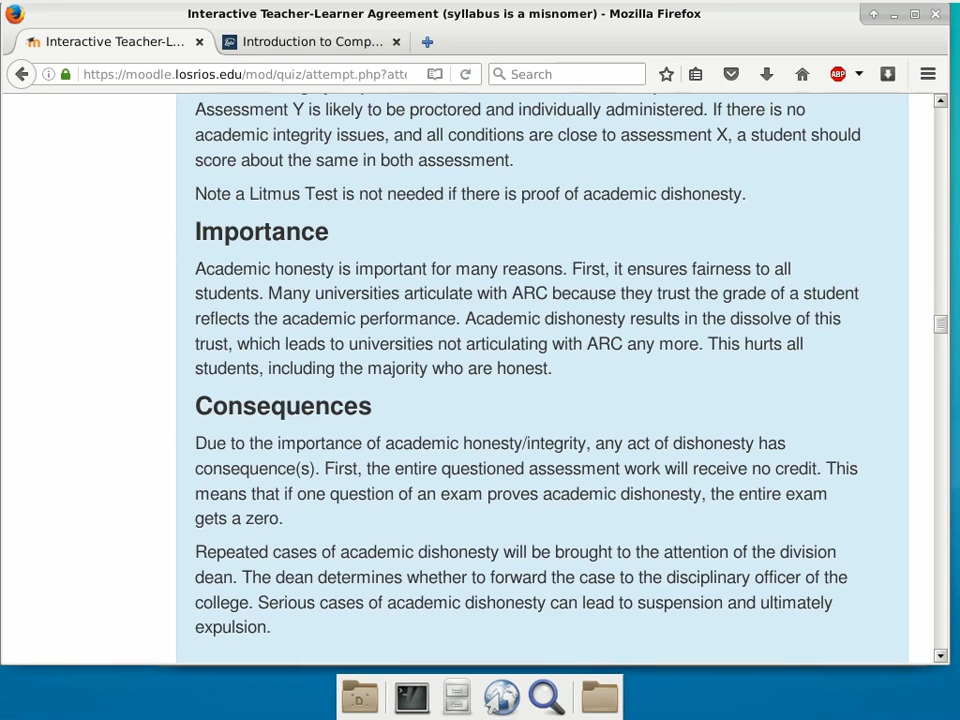 Interactive Teacher-Learner Agreement (syllabus is a misnomer) - Mozilla Firefox
Interactive Teacher-L... × Introduction to Comp... ×
https://moodle.losrios.edu/mod/quiz/attempt.php?att Search ABP
Assessment Y is likely to be proctored and individually administered. If there is no
academic integrity issues, and all conditions are close to assessment X, a student should
score about the same in both assessment.
Note a Litmus Test is not needed if there is proof of academic dishonesty.
Importance
Academic honesty is important for many reasons. First, it ensures fairness to all
students. Many universities articulate with ARC because they trust the grade of a student
reflects the academic performance. Academic dishonesty results in the dissolve of this
trust, which leads to universities not articulating with ARC any more. This hurts all
students, including the majority who are honest.
Consequences
Due to the importance of academic honesty/integrity, any act of dishonesty has
consequence(s). First, the entire questioned assessment work will receive no credit. This
means that if one question of an exam proves academic dishonesty, the entire exam
gets a zero.
Repeated cases of academic dishonesty will be brought to the attention of the division
dean. The dean determines whether to forward the case to the disciplinary officer of the
college. Serious cases of academic dishonesty can lead to suspension and ultimately
expulsion.